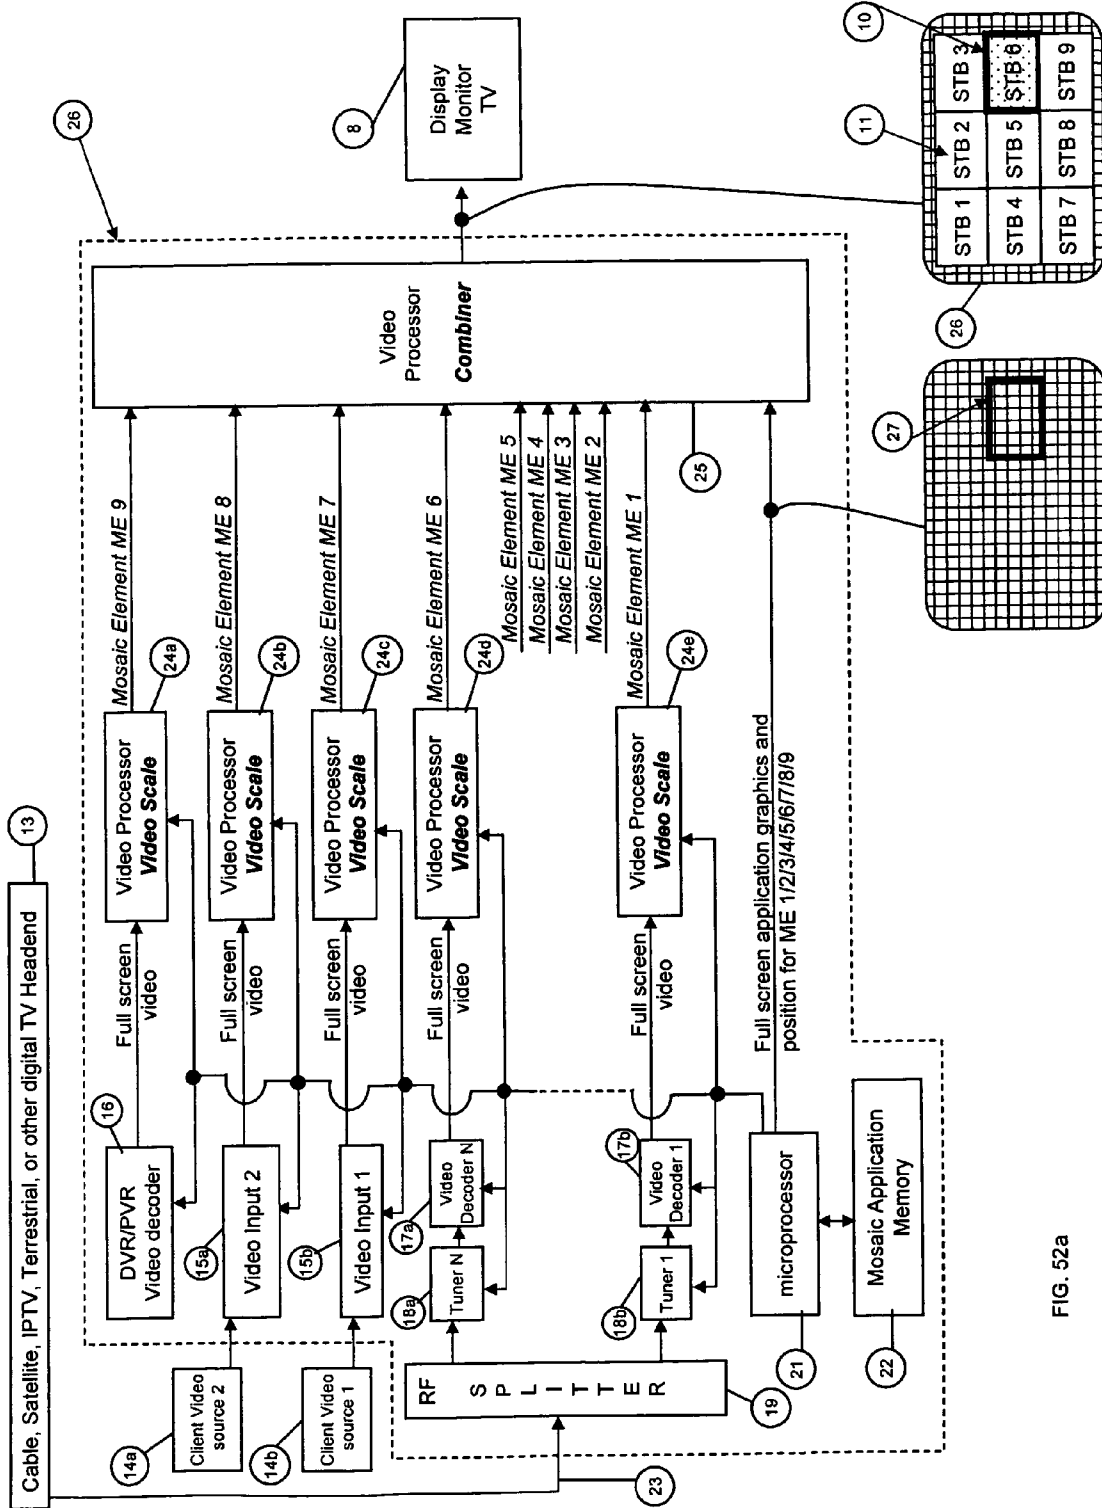 Cable, Satellite, IPTV, Terrestrial, or other digital TV Headend
13
26
14a
Client Video
source 2
14b
Client Video
source 1
16
DVR/PVR
Video decoder
Full screen
video
Video Processor
Video Scale
24a
Mosaic Element ME 9
15a
Video Input 2
Full screen
video
Video Processor
Video Scale
24b
Mosaic Element ME 8
15b
Video Input 1
Full screen
video
Video Processor
Video Scale
24c
Mosaic Element ME 7
RF
SPLITTER
19
23
18a
Tuner N
17a
Video
Decoder N
Full screen
video
Video Processor
Video Scale
24d
Mosaic Element ME 6
Mosaic Element ME 5
Mosaic Element ME 4
Mosaic Element ME 3
Mosaic Element ME 2
18b
Tuner 1
17b
Video
Decoder 1
Full screen
video
Video Processor
Video Scale
24e
Mosaic Element ME 1
21
microprocessor
Full screen application graphics and
position for ME 1/2/3/4/5/6/7/8/9
22
Mosaic Application
Memory
Video
Processor
Combiner
25
8
Display
Monitor
TV
27
26
11
10
STB 1
STB 2
STB 3
STB 4
STB 5
STB 6
STB 7
STB 8
STB 9
FIG. 52a